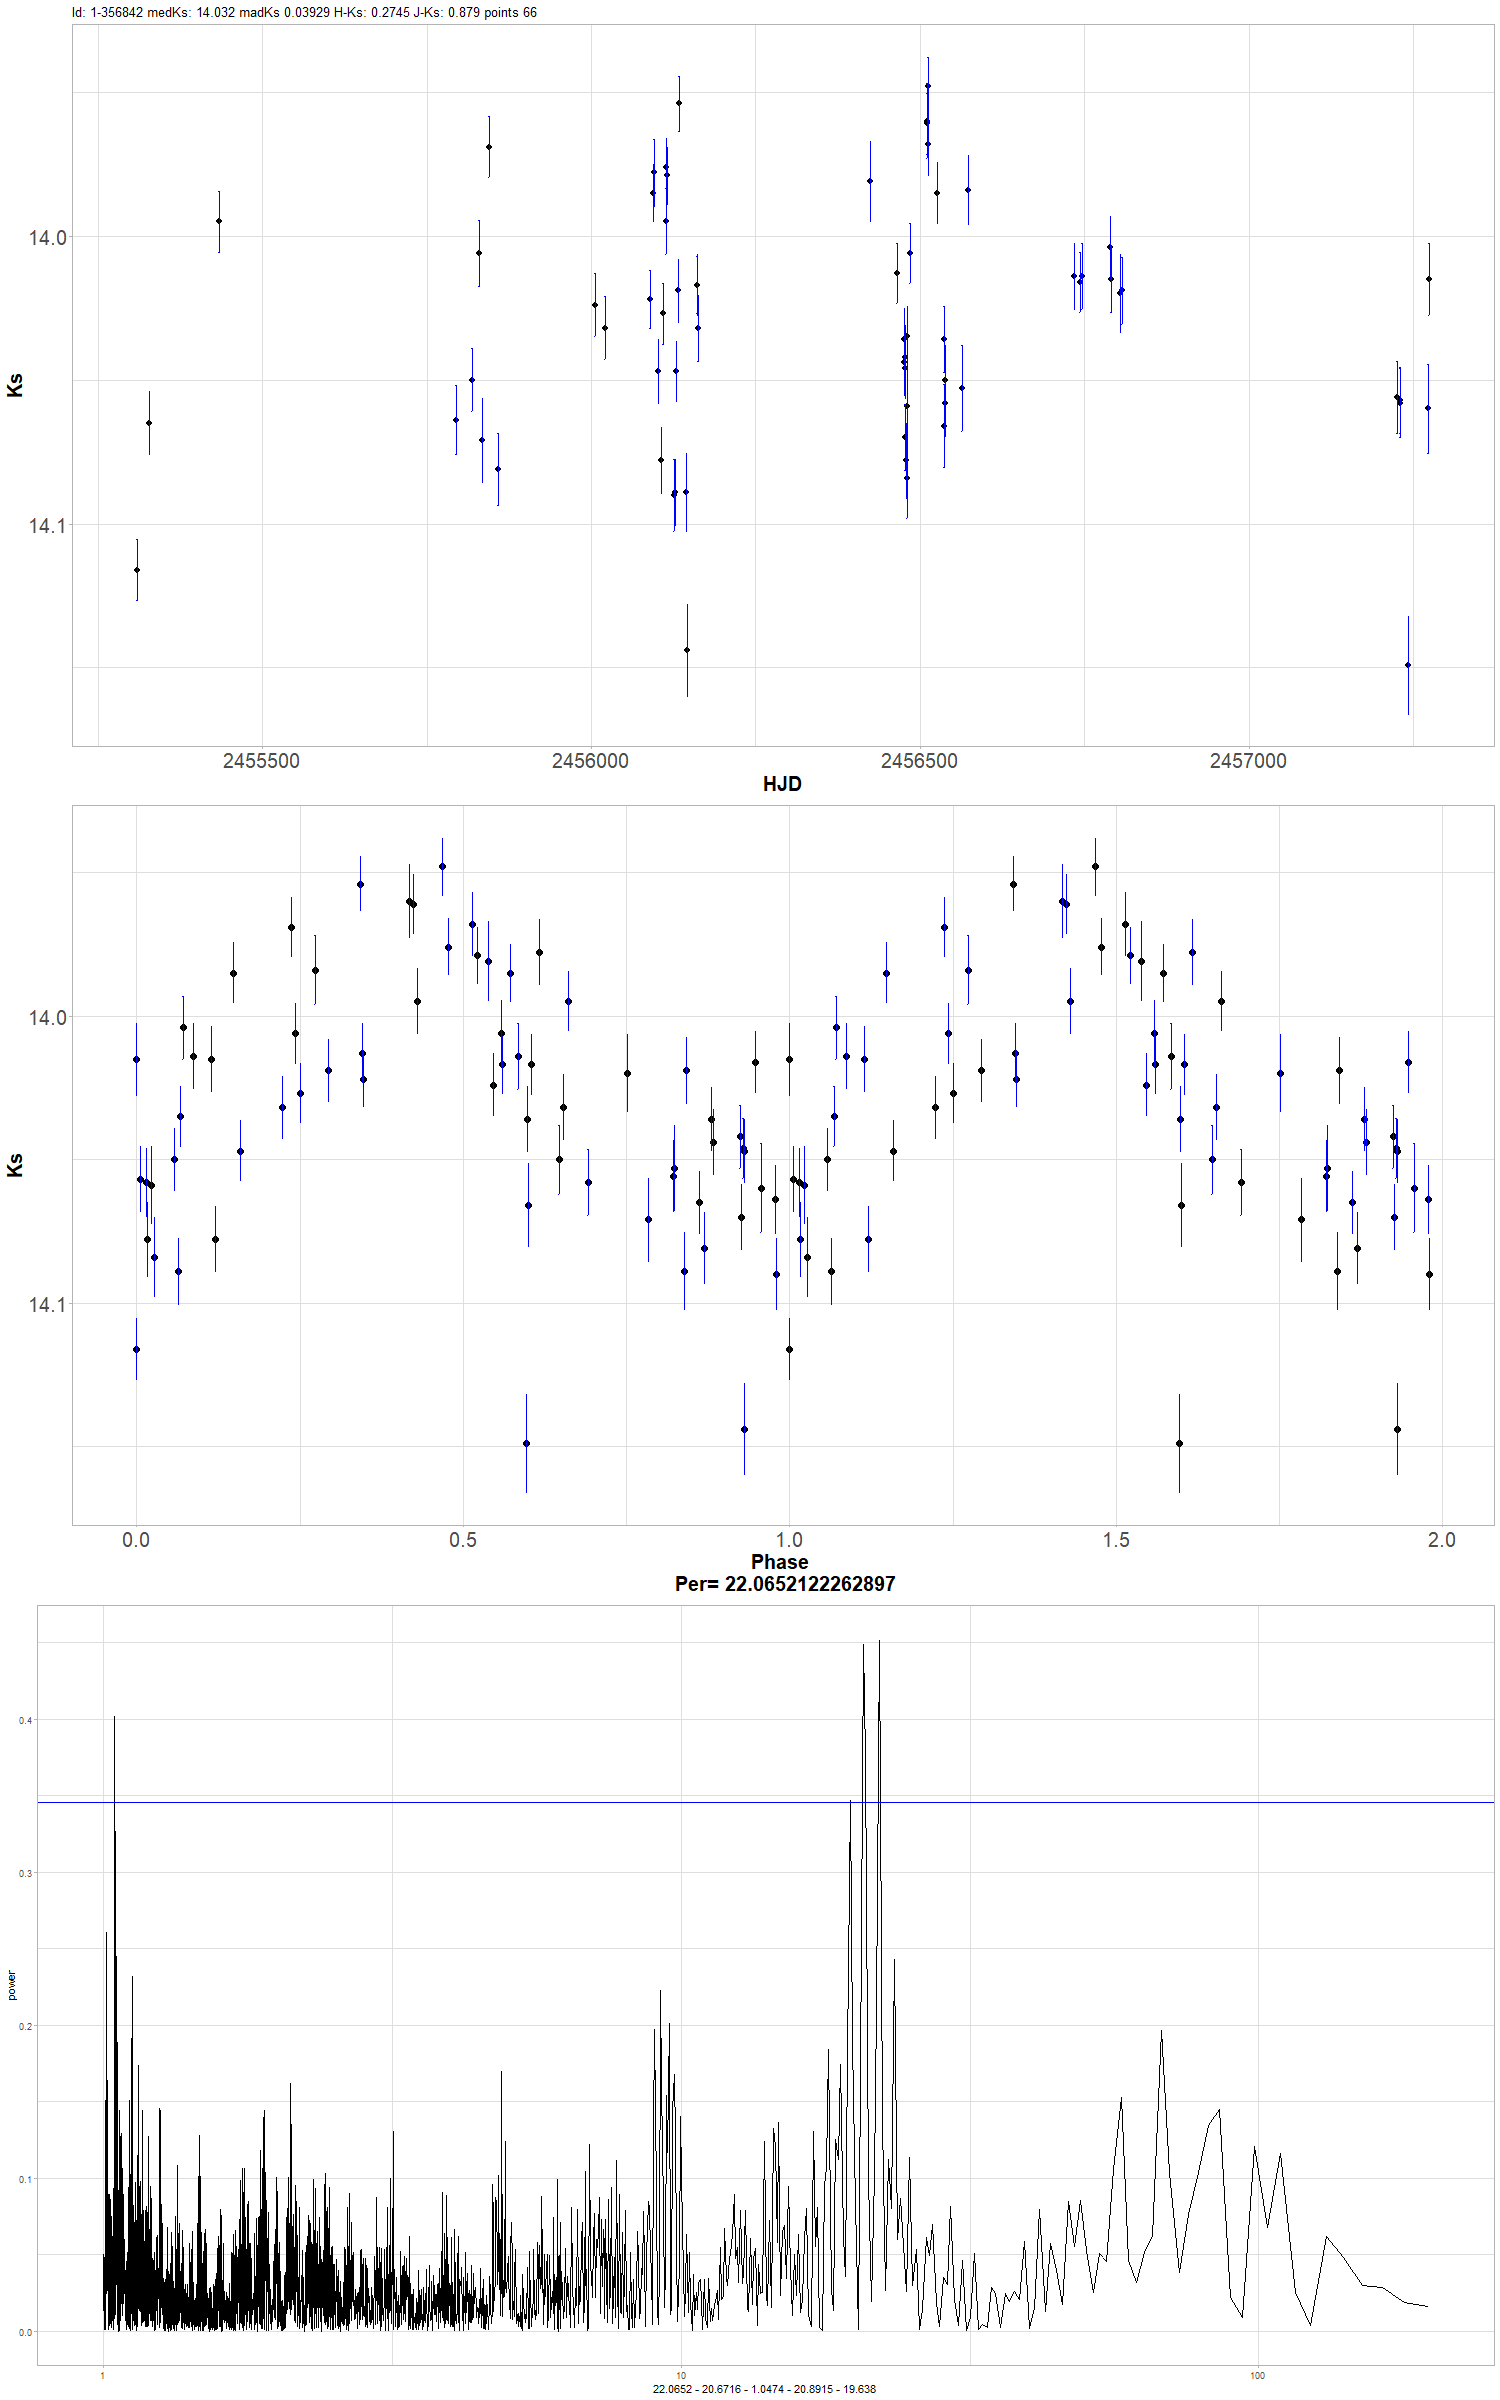 Id: 1-356842 medKs: 14.032 madKs 0.03929 H-Ks: 0.2745 J-Ks: 0.879 points 66
Ks
14.0
14.1
2455500 2456000 2456500 2457000
HJD
Ks
14.0
14.1
0.0 0.5 1.0 1.5 2.0
Phase
Per= 22.0652122262897
power
0.4
0.3
0.2
0.1
0.0
1 10 100
22.0652 - 20.6716 - 1.0474 - 20.8915 - 19.638